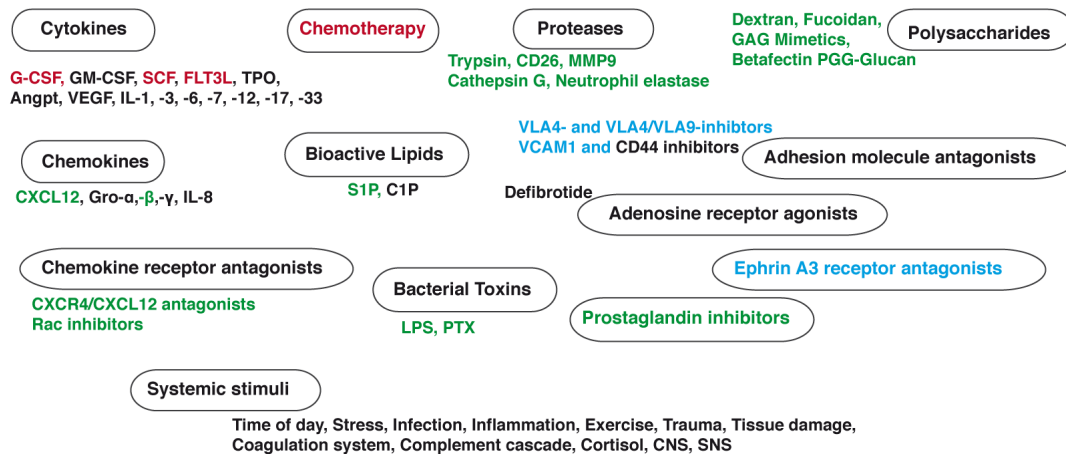 Cytokines
G-CSF, GM-CSF, SCF, FLT3L, TPO,
Angpt, VEGF, IL-1, -3, -6, -7, -12, -17, -33
Chemotherapy
Proteases
Trypsin, CD26, MMP9
Cathepsin G, Neutrophil elastase
Dextran, Fucoidan,
GAG Mimetics,
Betafectin PGG-Glucan
Polysaccharides
Chemokines
CXCL12, Gro-α,-β,-γ, IL-8
Bioactive Lipids
S1P, C1P
VLA4- and VLA4/VLA9-inhibtors
VCAM1 and CD44 inhibitors
Adhesion molecule antagonists
Defibrotide
Adenosine receptor agonists
Chemokine receptor antagonists
CXCR4/CXCL12 antagonists
Rac inhibitors
Bacterial Toxins
LPS, PTX
Ephrin A3 receptor antagonists
Prostaglandin inhibitors
Systemic stimuli
Time of day, Stress, Infection, Inflammation, Exercise, Trauma, Tissue damage,
Coagulation system, Complement cascade, Cortisol, CNS, SNS